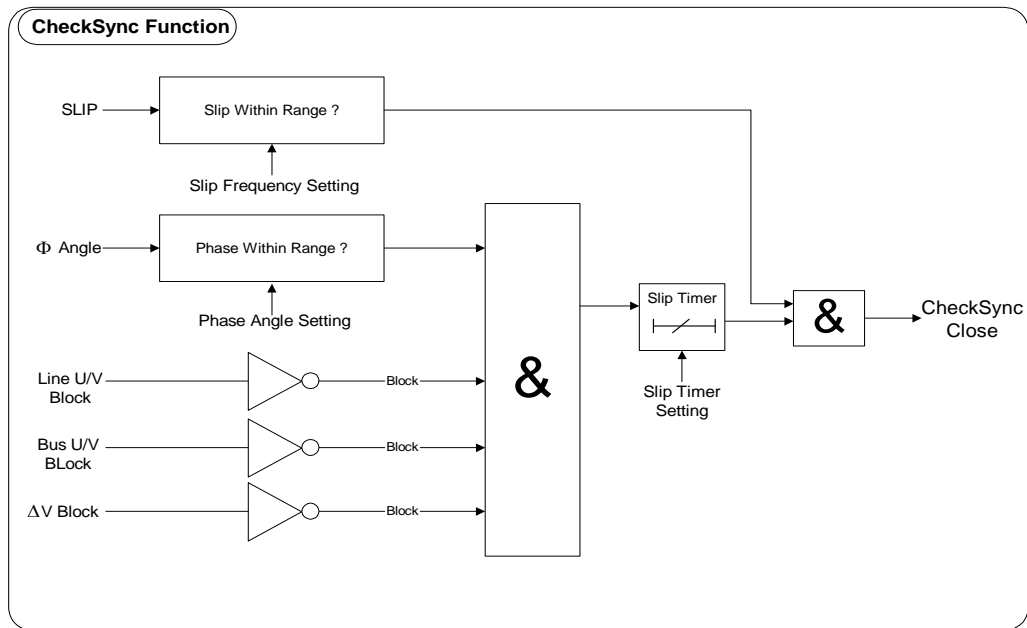 CheckSync Function
SLIP
Slip Within Range ?
Slip Frequency Setting
Φ Angle
Phase Within Range ?
Phase Angle Setting
Line U/V
Block
Block
Bus U/V
BLock
Block
ΔV Block
Block
&
Slip Timer
Slip Timer
Setting
&
CheckSync
Close